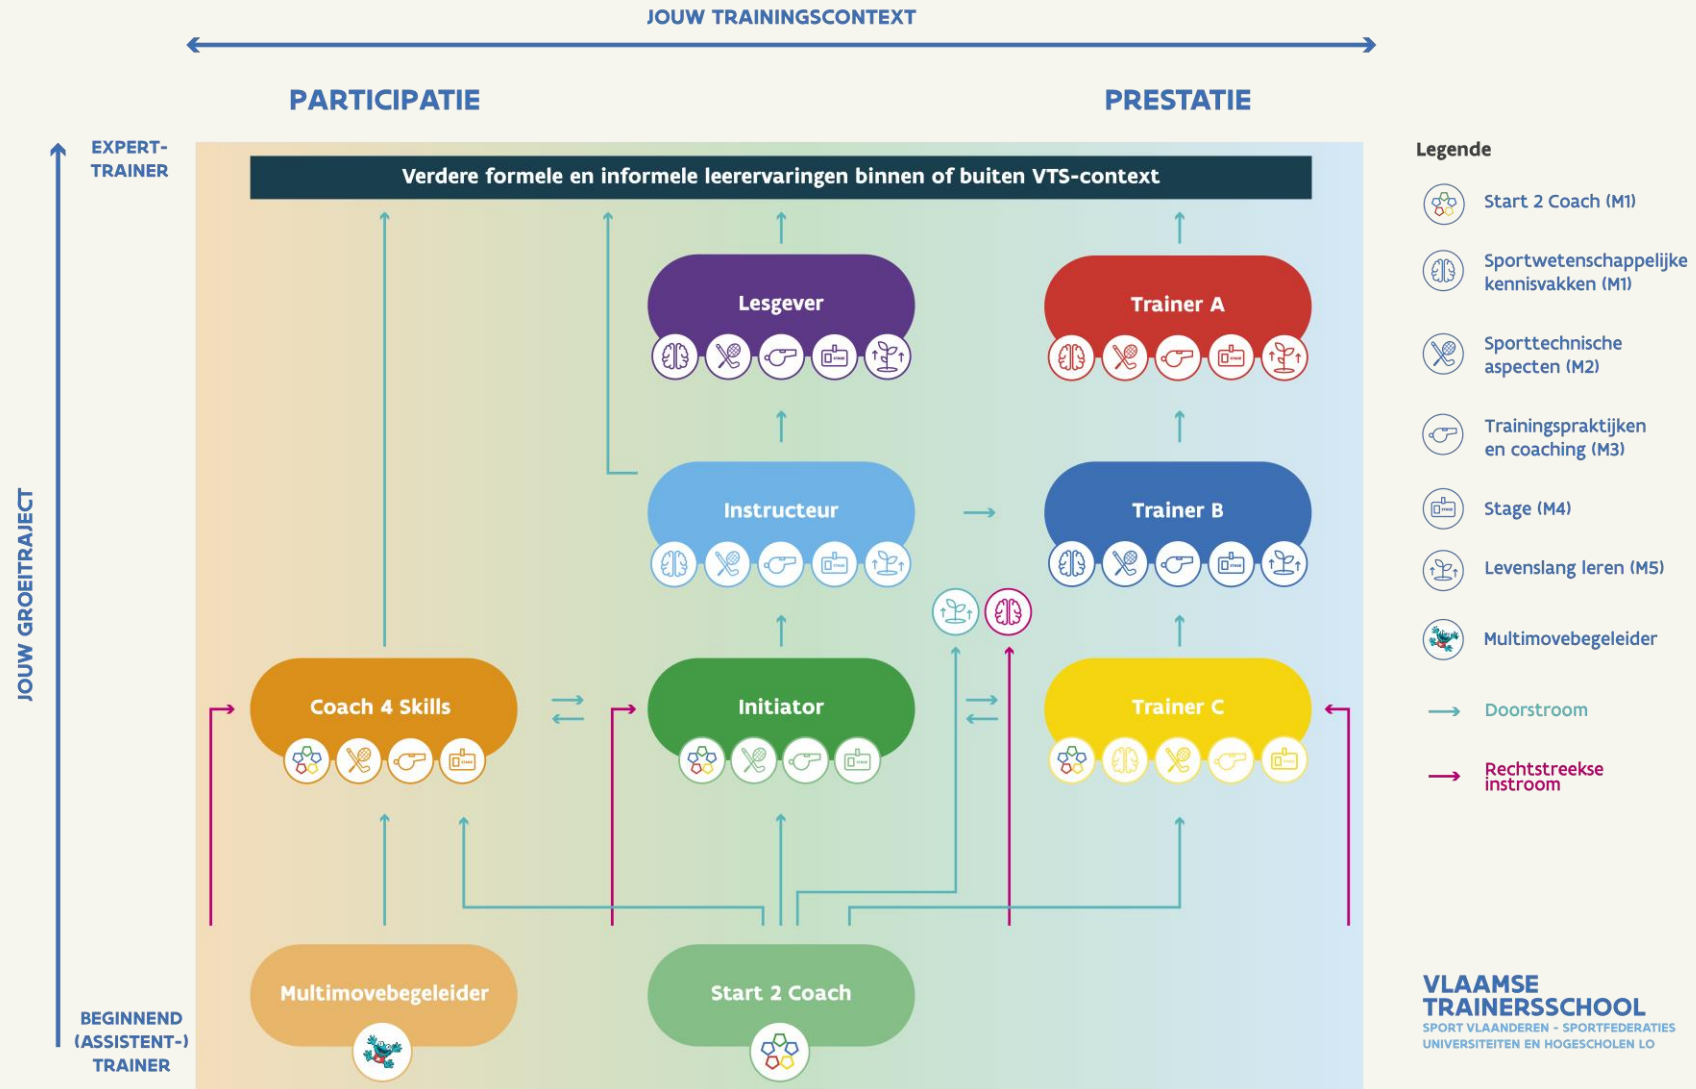 JOUW TRAININGSCONTEXT
PARTICIPATIE
PRESTATIE
EXPERT-
TRAINER
Verdere formele en informele leerervaringen binnen of buiten VTS-context
Lesgever
Trainer A
Instructeur
Trainer B
JOUW GROEITRAJECT
Coach 4 Skills
Initiator
Trainer C
Multimovebegeleider
Start 2 Coach
BEGINNEND
(ASSISTENT-)
TRAINER
Legende
Start 2 Coach (M1)
Sportwetenschappelijke
kennisvakken (M1)
Sporttechnische
aspecten (M2)
Trainingspraktijken
en coaching (M3)
Stage (M4)
Levenslang leren (M5)
Multimovebegeleider
Doorstroom
Rechtstreekse
instroom
VLAAMSE
TRAINERSSCHOOL
SPORT VLAANDEREN - SPORTFEDERATIES
UNIVERSITEITEN EN HOGESCHOLEN LO